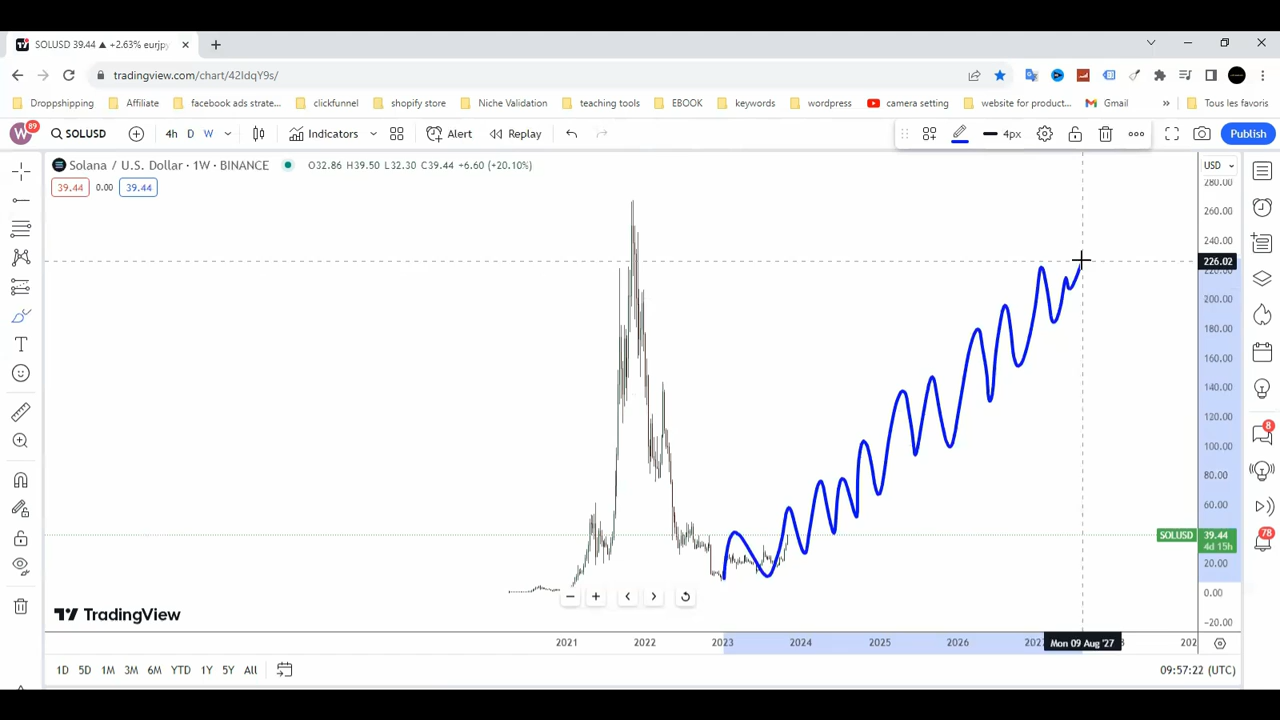 SOLUSD 39.44 ▲ +2.63% eurjpy
tradingview.com/chart/42IdqY9s/
Droppshipping Affiliate facebook ads strate... clickfunnel shopify store Niche Validation teaching tools EBOOK keywords wordpress camera setting website for product... Gmail » Tous les favoris
W 89 SOLUSD 4h D W Indicators Alert Replay 4px Publish
Solana / U.S. Dollar · 1W · BINANCE O32.86 H39.50 L32.30 C39.44 +6.60 (+20.10%) USD
39.44 0.00 39.44
280.00
260.00
240.00
226.02
220.00
200.00
180.00
160.00
140.00
120.00
100.00
80.00
60.00
SOLUSD 39.44
4d 15h
20.00
0.00
−20.00
8
78
T
TradingView
2021 2022 2023 2024 2025 2026 Mon 09 Aug '27
1D 5D 1M 3M 6M YTD 1Y 5Y All 09:57:22 (UTC)